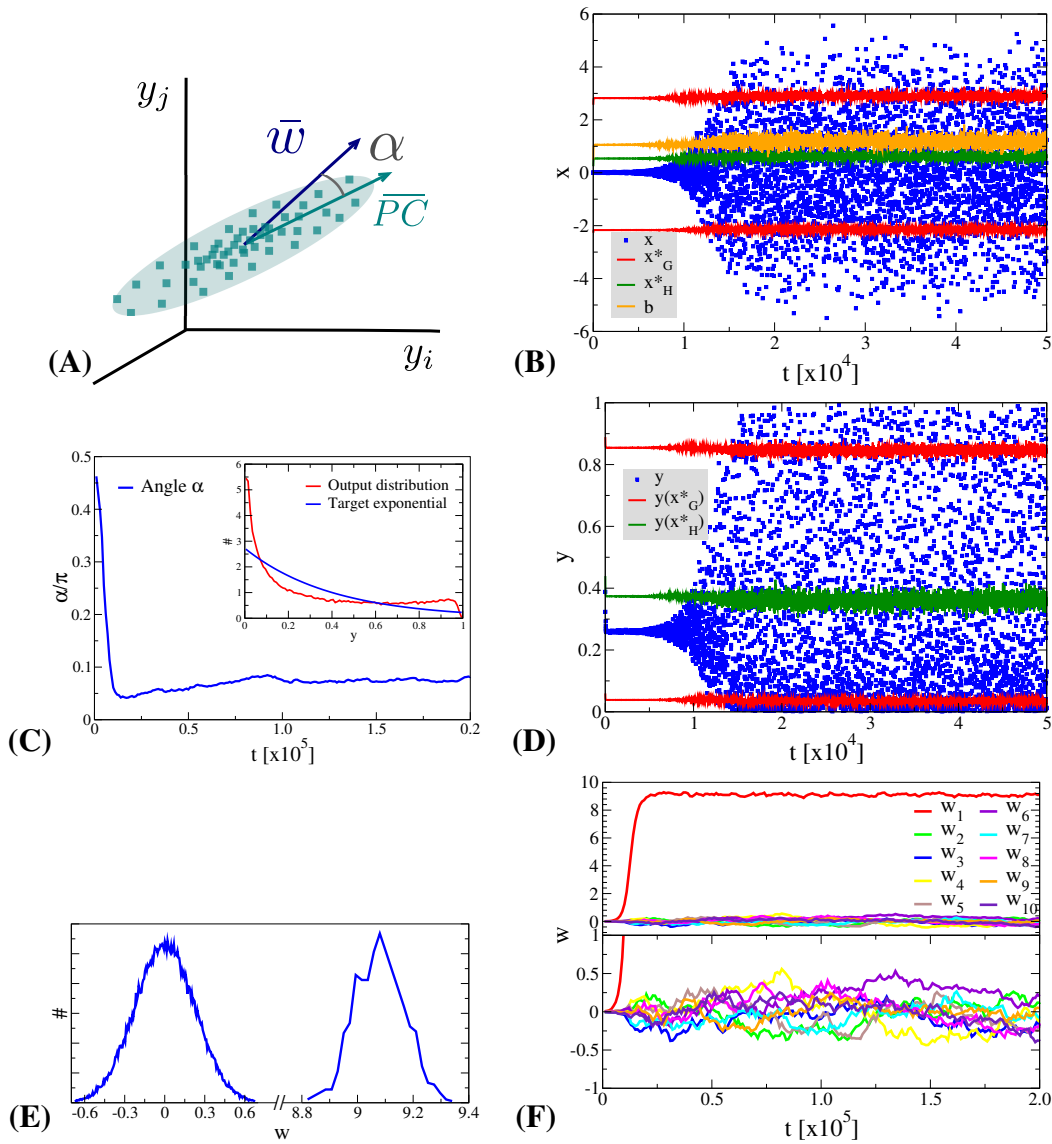 y_j
w̄
α
PC
y_i
(A)
6
4
2
0
-2
-4
-6
x
x
x*_G
x*_H
b
0
1
2
3
4
5
t [x10^4]
(B)
0.5
0.4
0.3
0.2
0.1
0
α/π
Angle α
6
5
4
3
2
1
0
#
Output distribution
Target exponential
0
0.2
0.4
0.6
0.8
1
y
0
0.5
1.0
1.5
0.2
t [x10^5]
(C)
1
0.8
0.6
0.4
0.2
0
y
y
y(x*_G)
y(x*_H)
0
1
2
3
4
5
t [x10^4]
(D)
#
-0.6
-0.3
0
0.3
0.6
//
8.8
9
9.2
9.4
w
(E)
10
8
6
4
2
0
w_1
w_2
w_3
w_4
w_5
w_6
w_7
w_8
w_9
w_10
w
1
0.5
0
-0.5
-1
0
0.5
1.0
1.5
2.0
t [x10^5]
(F)